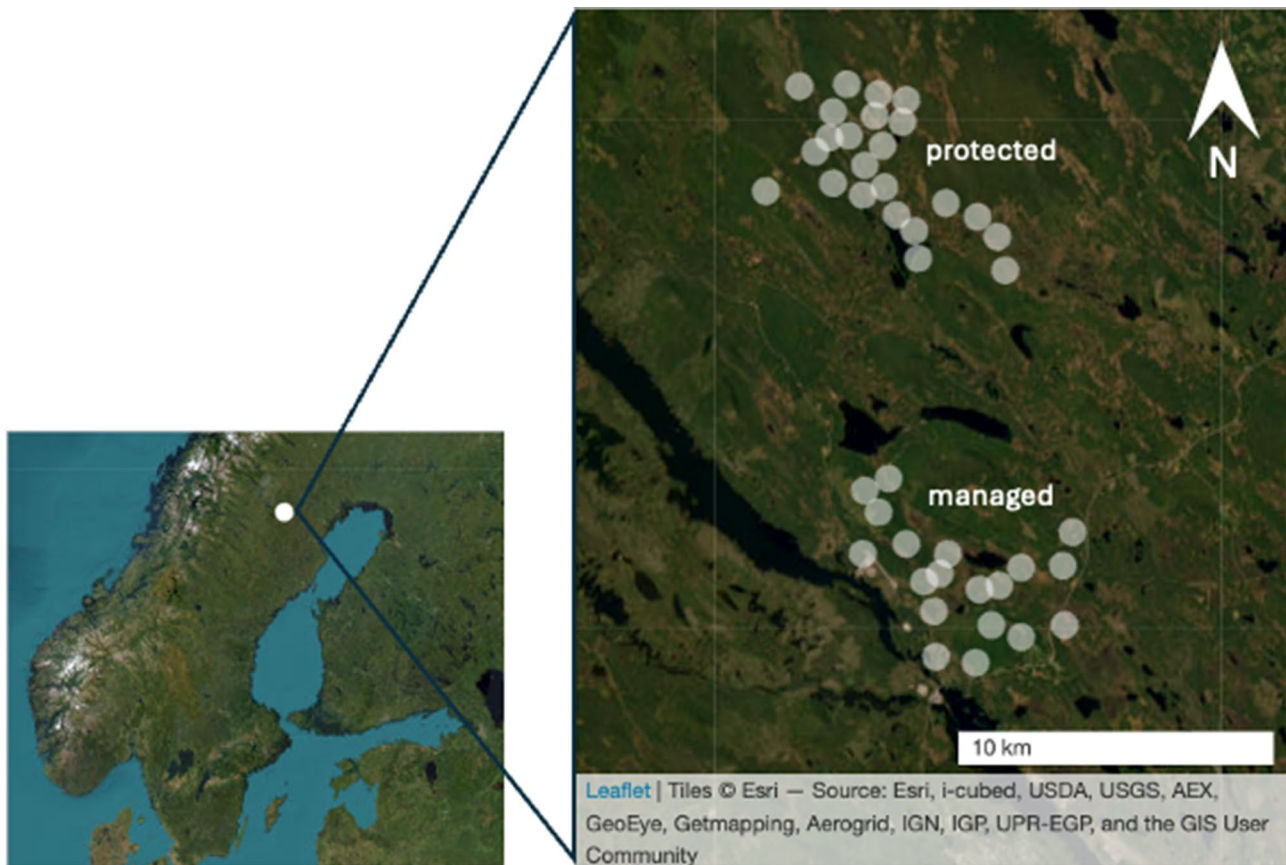 protected
N
managed
10 km
Leaflet | Tiles © Esri — Source: Esri, i-cubed, USDA, USGS, AEX,
GeoEye, Getmapping, Aerogrid, IGN, IGP, UPR-EGP, and the GIS User
Community